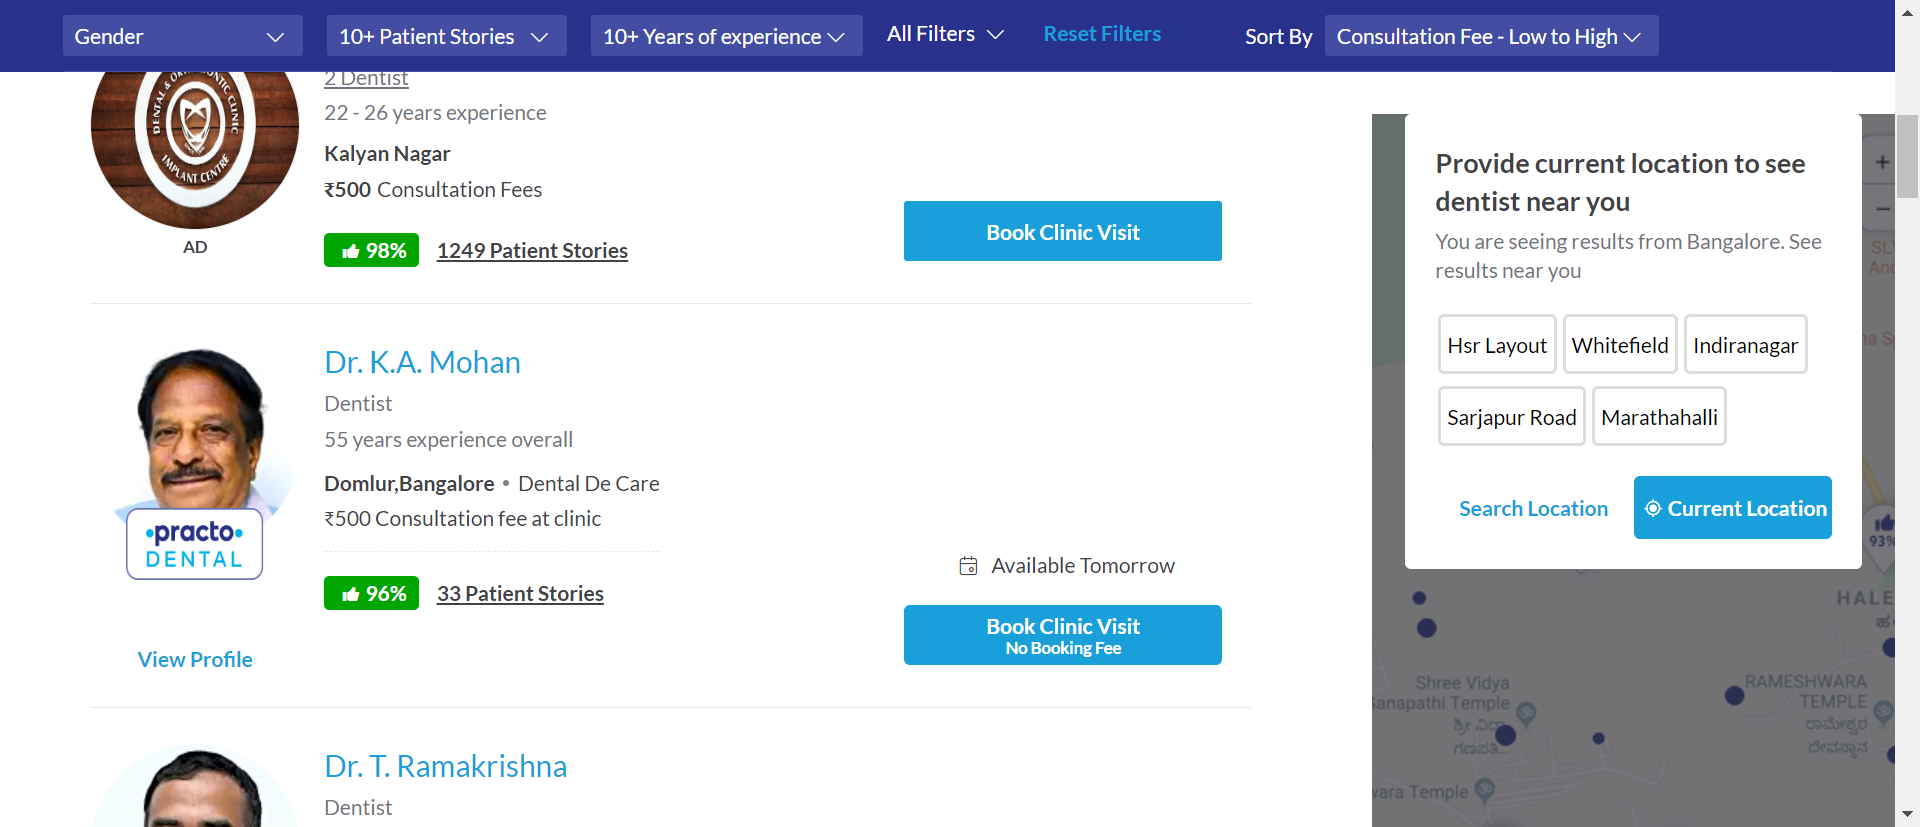 Gender
10+ Patient Stories
10+ Years of experience
All Filters
Reset Filters
Sort By
Consultation Fee - Low to High
DENTAL & ORTHODONTIC CLINIC
IMPLANT CENTRE
AD
2 Dentist
22 - 26 years experience
Kalyan Nagar
₹500 Consultation Fees
98%
1249 Patient Stories
Book Clinic Visit
practo
DENTAL
View Profile
Dr. K.A. Mohan
Dentist
55 years experience overall
Domlur,Bangalore • Dental De Care
₹500 Consultation fee at clinic
96%
33 Patient Stories
Available Tomorrow
Book Clinic Visit
No Booking Fee
Dr. T. Ramakrishna
Dentist
Provide current location to see
dentist near you
You are seeing results from Bangalore. See
results near you
Hsr Layout
Whitefield
Indiranagar
Sarjapur Road
Marathahalli
Search Location
Current Location
+
−
93%
HALE
Shree Vidya
Ganapathi Temple
ಶ್ರೀ ವಿದ್ಯಾ
ಗಣಪತಿ...
RAMESHWARA
TEMPLE
ರಾಮೇಶ್ವರ
ದೇವಸ್ಥಾನ
wara Temple